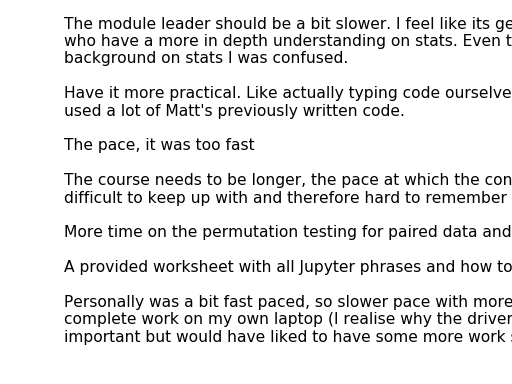 The module leader should be a bit slower. I feel like its
who have a more in depth understanding on stats. Even
background on stats I was confused.
Have it more practical. Like actually typing code
used a lot of Matt's previously written code.
The pace, it was too fast
The course needs to be longer, the pace at which the
difficult to keep up with and therefore hard to remember
More time on the permutation testing for paired data and
A provided worksheet with all Jupyter phrases and how to
Personally was a bit fast paced, so slower pace with more
complete work on my own laptop (I realise why the
important but would have liked to have some more work